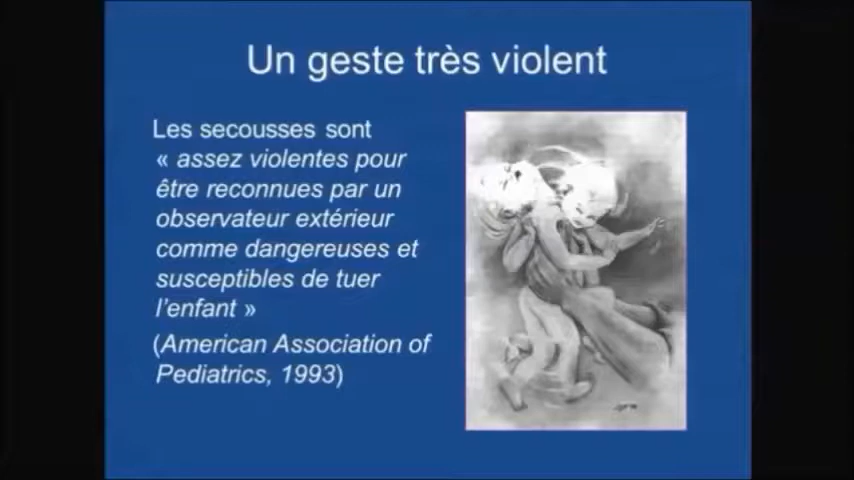 Un geste très violent
Les secousses sont
« assez violentes pour
être reconnues par un
observateur extérieur
comme dangereuses et
susceptibles de tuer
l'enfant »
(American Association of
Pediatrics, 1993)